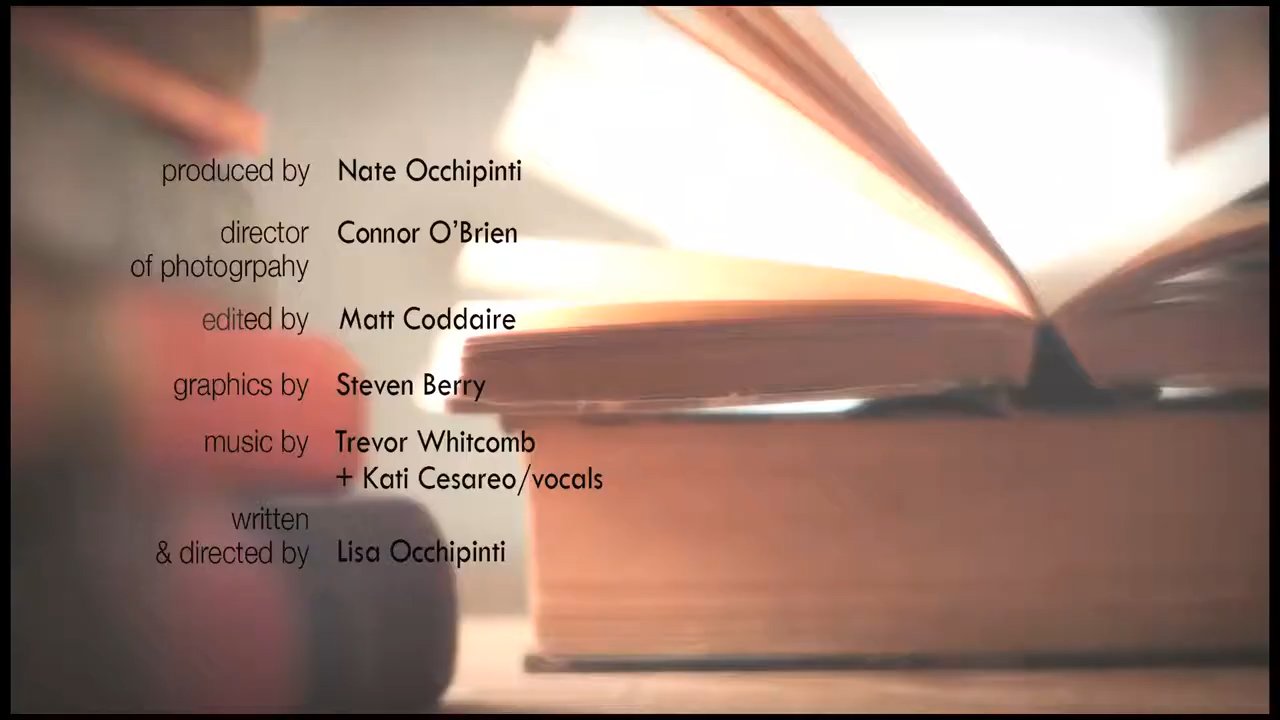 produced by Nate Occhipinti
director Connor O'Brien
of photogrpahy
edited by Matt Coddaire
graphics by Steven Berry
music by Trevor Whitcomb
+ Kati Cesareo/vocals
written
& directed by Lisa Occhipinti